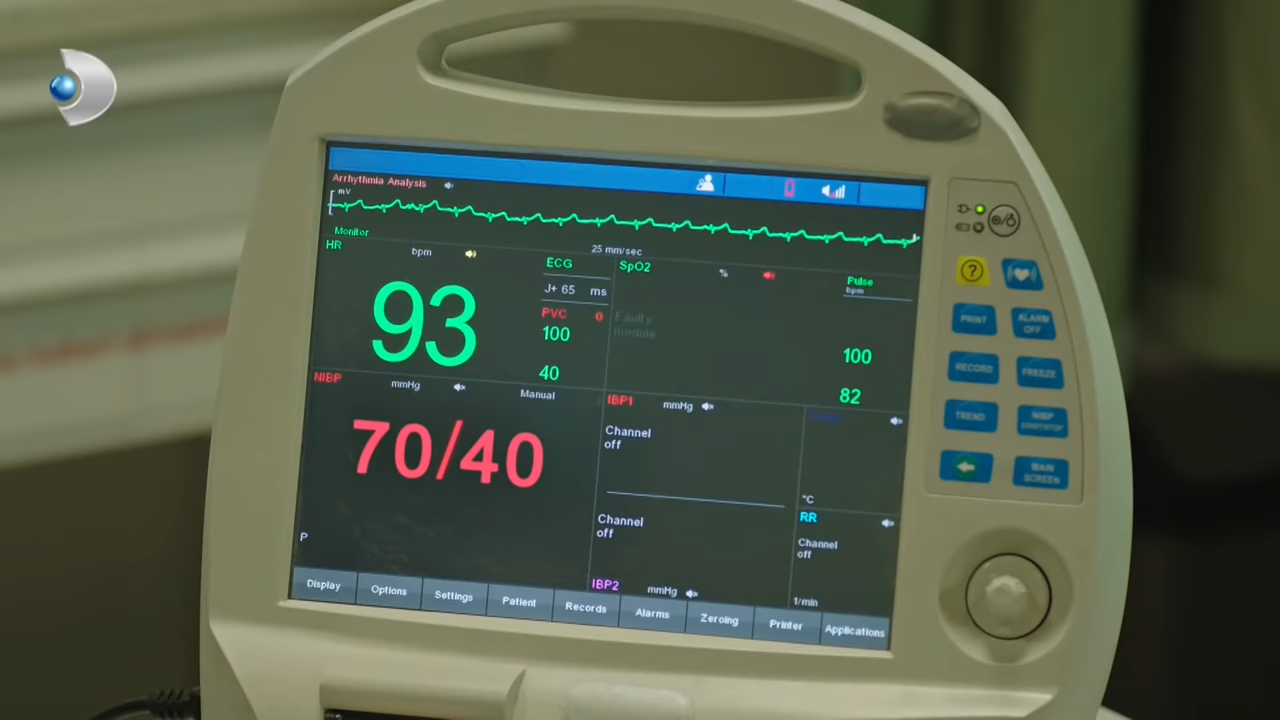 Arrhythmia Analysis
mV
Monitor
25 mm/sec
HR
bpm
93
ECG
J+ 65 ms
PVC 0
100
40
SpO2
%
Pulse
bpm
Faulty
module
100
82
NIBP
mmHg
Manual
70/40
P
IBP1
mmHg
Channel
off
°C
Channel
off
IBP2
mmHg
RR
Channel
off
1/min
Display
Options
Settings
Patient
Records
Alarms
Zeroing
Printer
Applications
?
PRINT
ALARM
OFF
RECORD
FREEZE
TREND
NIBP
START/STOP
MAIN
SCREEN